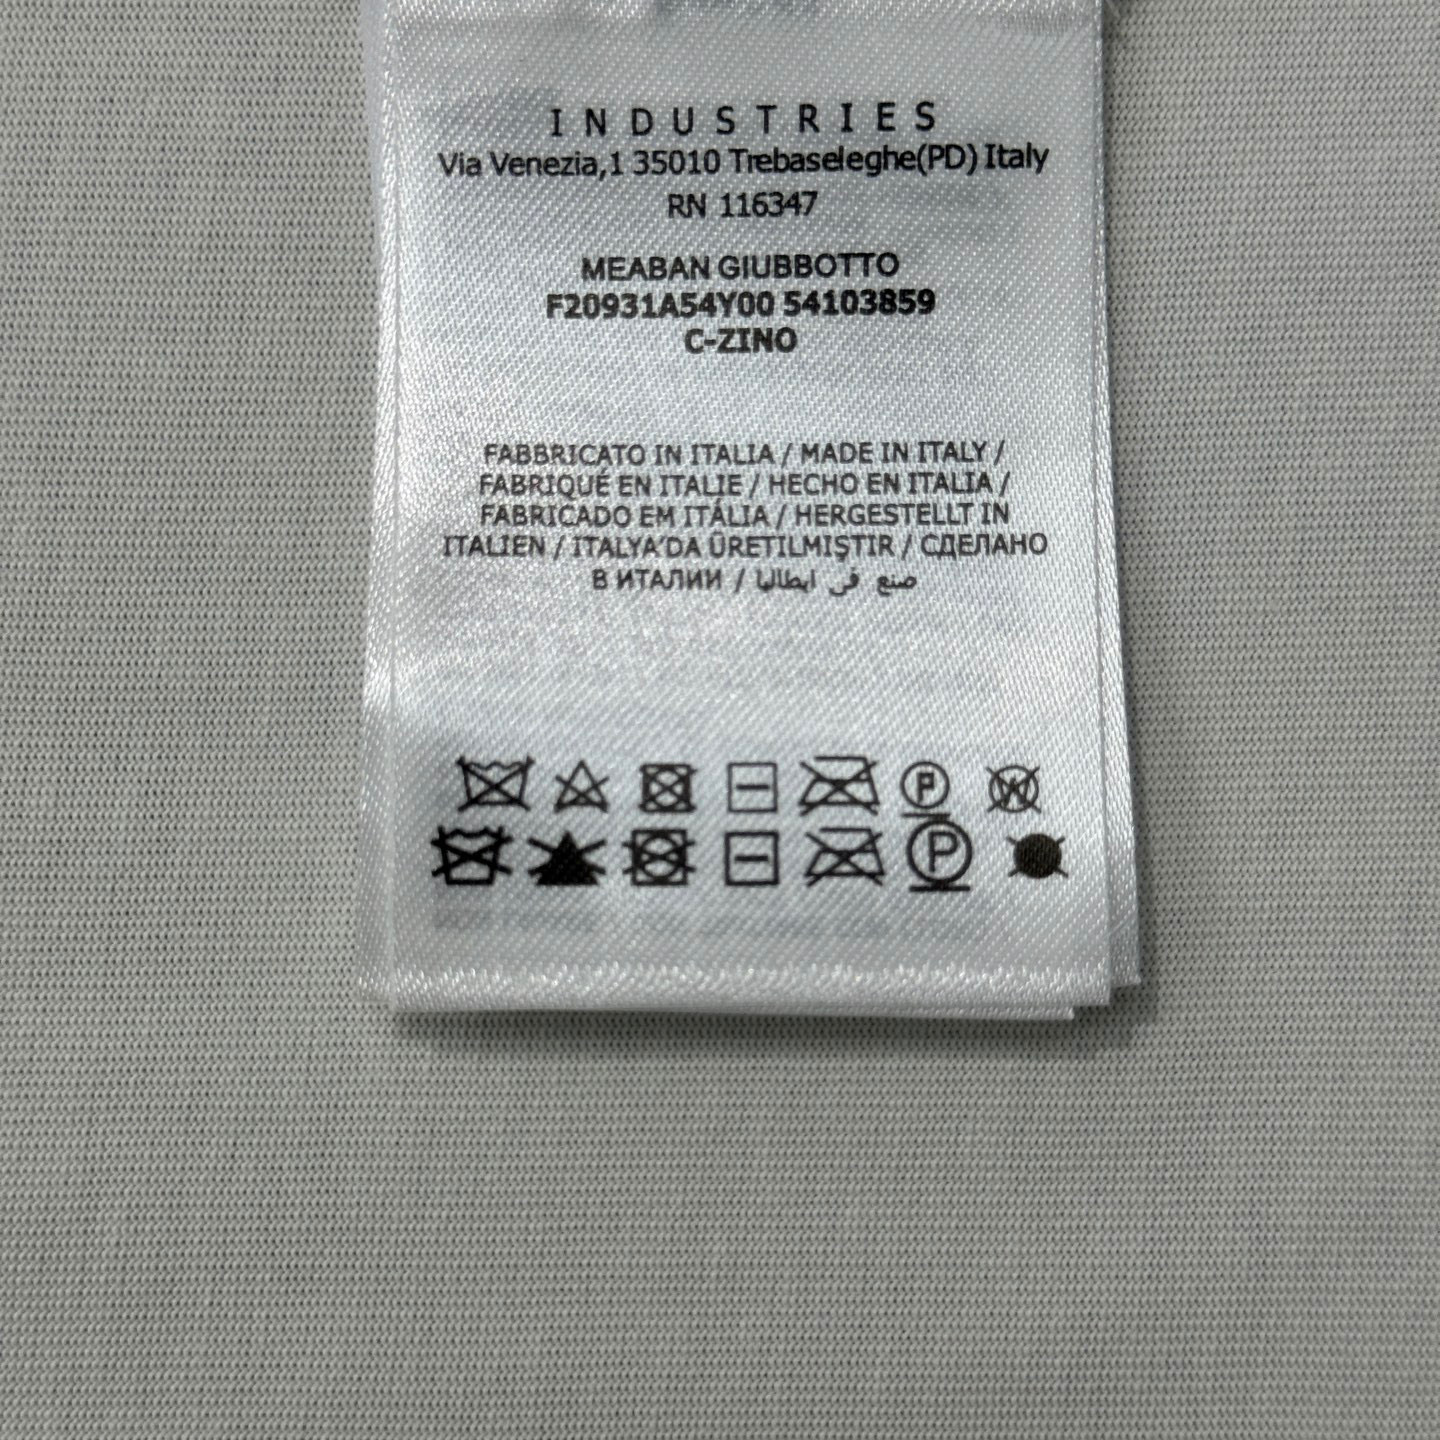 INDUSTRIES
Via Venezia,1 35010 Trebaseleghe(PD) Italy
RN 116347
MEABAN GIUBBOTTO
F20931A54Y00 54103859
C-ZINO
FABBRICATO IN ITALIA / MADE IN ITALY /
FABRIQUÉ EN ITALIE / HECHO EN ITALIA /
FABRICADO EM ITÁLIA / HERGESTELLT IN
ITALIEN / ITALYA'DA ÜRETILMIŞTIR / СДЕЛАНО
В ИТАЛИИ / صنع في ايطاليا
P W
P